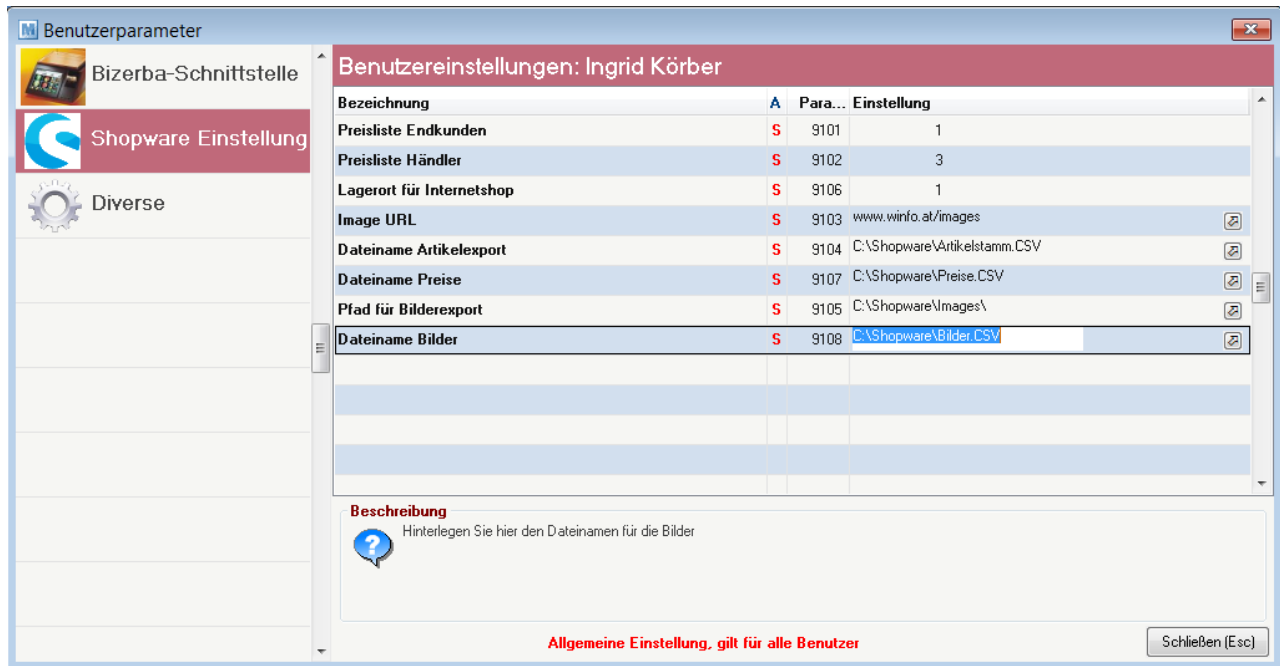 Benutzerparameter
Bizerba-Schnittstelle
Shopware Einstellung
Diverse
Benutzereinstellungen: Ingrid Körber
Bezeichnung A Para... Einstellung
Preisliste Endkunden S 9101 1
Preisliste Händler S 9102 3
Lagerort für Internetshop S 9106 1
Image URL S 9103 www.winfo.at/images
Dateiname Artikelexport S 9104 C:\Shopware\Artikelstamm.CSV
Dateiname Preise S 9107 C:\Shopware\Preise.CSV
Pfad für Bilderexport S 9105 C:\Shopware\Images\
Dateiname Bilder S 9108 C:\Shopware\Bilder.CSV
Beschreibung
Hinterlegen Sie hier den Dateinamen für die Bilder
Allgemeine Einstellung, gilt für alle Benutzer
Schließen (Esc)